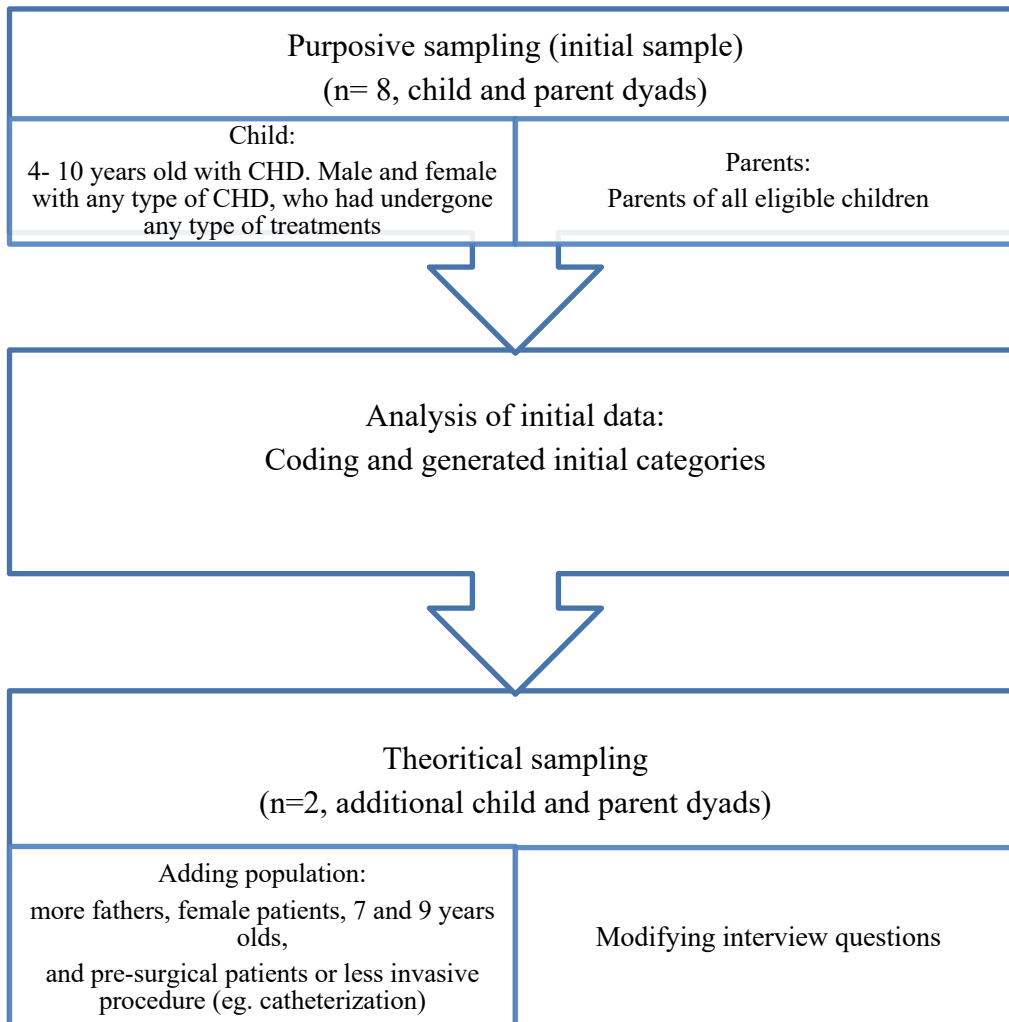 Purposive sampling (initial sample)
(n= 8, child and parent dyads)
Child:
4- 10 years old with CHD. Male and female
with any type of CHD, who had undergone
any type of treatments
Parents:
Parents of all eligible children
Analysis of initial data:
Coding and generated initial categories
Theoritical sampling
(n=2, additional child and parent dyads)
Adding population:
more fathers, female patients, 7 and 9 years
olds,
and pre-surgical patients or less invasive
procedure (eg. catheterization)
Modifying interview questions